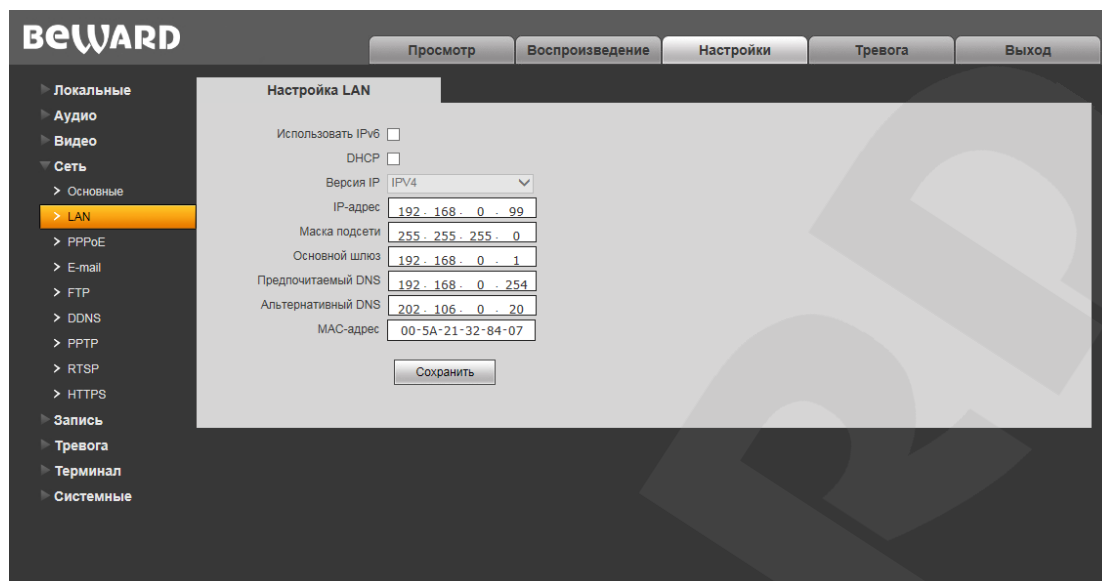 BEWARD
Просмотр Воспроизведение Настройки Тревога Выход
Локальные
Аудио
Видео
Сеть
> Основные
> LAN
> PPPoE
> E-mail
> FTP
> DDNS
> PPTP
> RTSP
> HTTPS
Запись
Тревога
Терминал
Системные
Настройка LAN
Использовать IPv6
DHCP
Версия IP IPV4
IP-адрес 192. 168. 0 . 99
Маска подсети 255. 255. 255. 0
Основной шлюз 192. 168. 0 . 1
Предпочитаемый DNS 192. 168. 0 . 254
Альтернативный DNS 202. 106. 0 . 20
MAC-адрес 00-5A-21-32-84-07
Сохранить